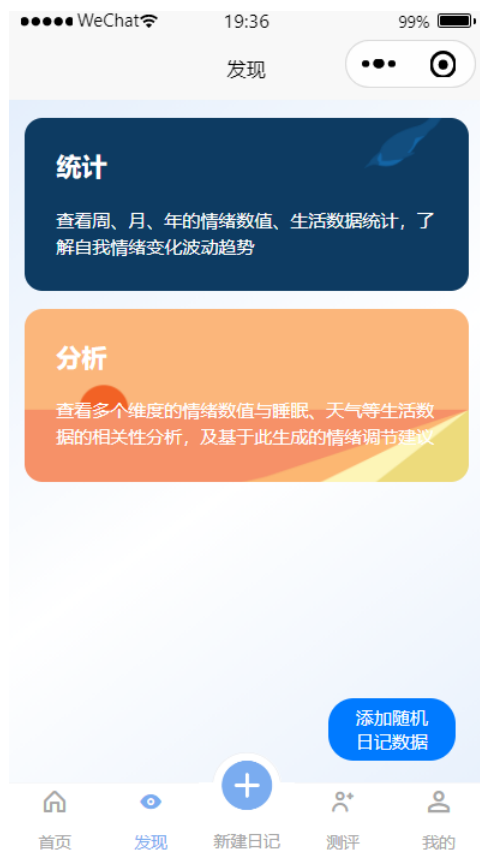 WeChat 19:36 99%
发现
统计
查看周、月、年的情绪数值、生活数据统计，了
解自我情绪变化波动趋势
分析
查看多个维度的情绪数值与睡眠、天气等生活数
据的相关性分析，及基于此生成的情绪调节建议
添加随机
日记数据
首页 发现 新建日记 测评 我的